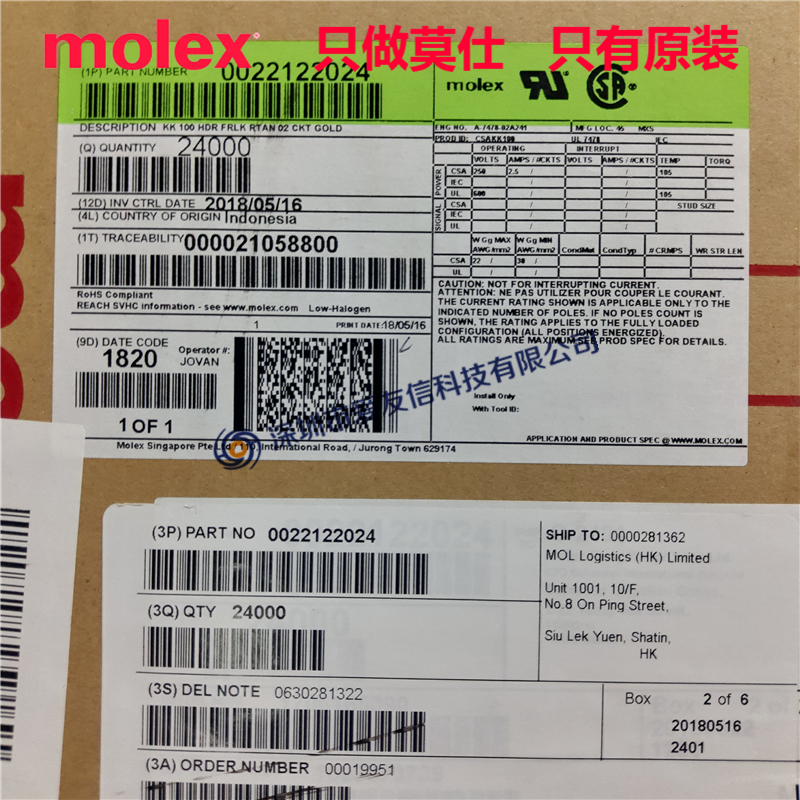 molex® 只做莫仕 只有原装
(1P) PART NUMBER 0022122024
DESCRIPTION KK 100 HDR FRLK RTAN 02 CKT GOLD
(Q) QUANTITY 24000
(12D) INV CTRL DATE 2018/05/16
(4L) COUNTRY OF ORIGIN Indonesia
(1T) TRACEABILITY 000021058800
RoHS Compliant
REACH SVHC information - see www.molex.com Low-Halogen
1 PRINT DATE:18/05/16
(9D) DATE CODE
1820
Operator #:
JOVAN
1 OF 1
Molex Singapore Pte Ltd / 110, International Road, / Jurong Town 629174
molex
ENG NO. A-7478-02A241 MFG LOC. 46 MXS
PROD ID: CSAKK100 UL 7478 IEC
OPERATING INTERRUPT
VOLTS AMPS / #CKTS VOLTS AMPS / #CKTS TEMP TORQ
POWER
CSA 250 2.5 / / 105
IEC / /
UL 600 / / 105
SIGNAL
CSA / / STUD SIZE
IEC / /
UL / /
W Gg MAX W Gg MIN
AWG/mm2 AWG/mm2 CondMat CondTyp # CRMPS WR STR LEN
CSA 22 / 30 /
UL / /
CAUTION: NOT FOR INTERRUPTING CURRENT.
ATTENTION: NE PAS UTILIZER POUR COUPER LE COURANT.
THE CURRENT RATING SHOWN IS APPLICABLE ONLY TO THE
INDICATED NUMBER OF POLES. IF NO POLES COUNT IS
SHOWN, THE RATING APPLIES TO THE FULLY LOADED
CONFIGURATION (ALL POSITIONS ENERGIZED).
ALL RATINGS ARE MAXIMUM SEE PROD SPEC FOR DETAILS.
Install Only
With Tool ID:
APPLICATION AND PRODUCT SPEC @ WWW.MOLEX.COM
友信科技有限公司
(3P) PART NO 0022122024
(3Q) QTY 24000
(3S) DEL NOTE 0630281322
(3A) ORDER NUMBER 00019951
SHIP TO: 0000281362
MOL Logistics (HK) Limited
Unit 1001, 10/F,
No.8 On Ping Street,
Siu Lek Yuen, Shatin,
HK
Box 2 of 6
20180516
2401